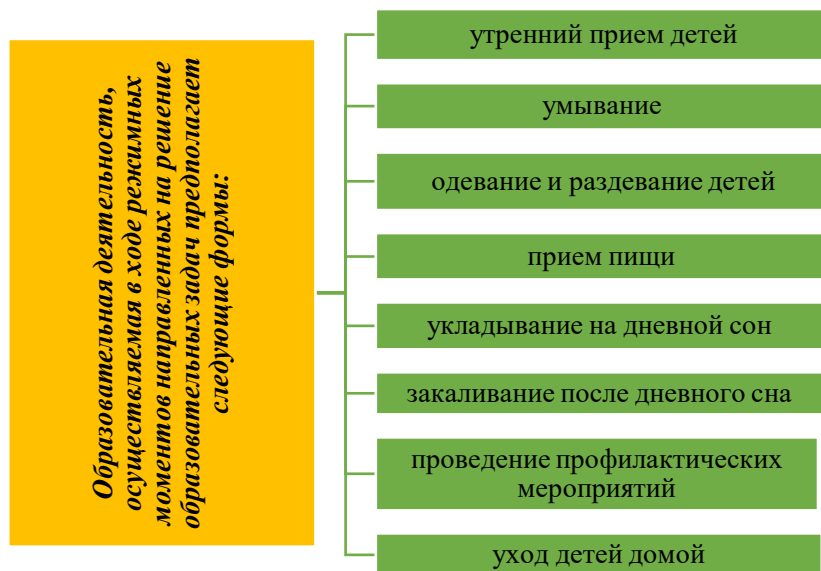 Образовательная деятельность,
осуществляемая в ходе режимных
моментов направленных на решение
образовательных задач предполагает
следующие формы:
утренний прием детей
умывание
одевание и раздевание детей
прием пищи
укладывание на дневной сон
закаливание после дневного сна
проведение профилактических
мероприятий
уход детей домой